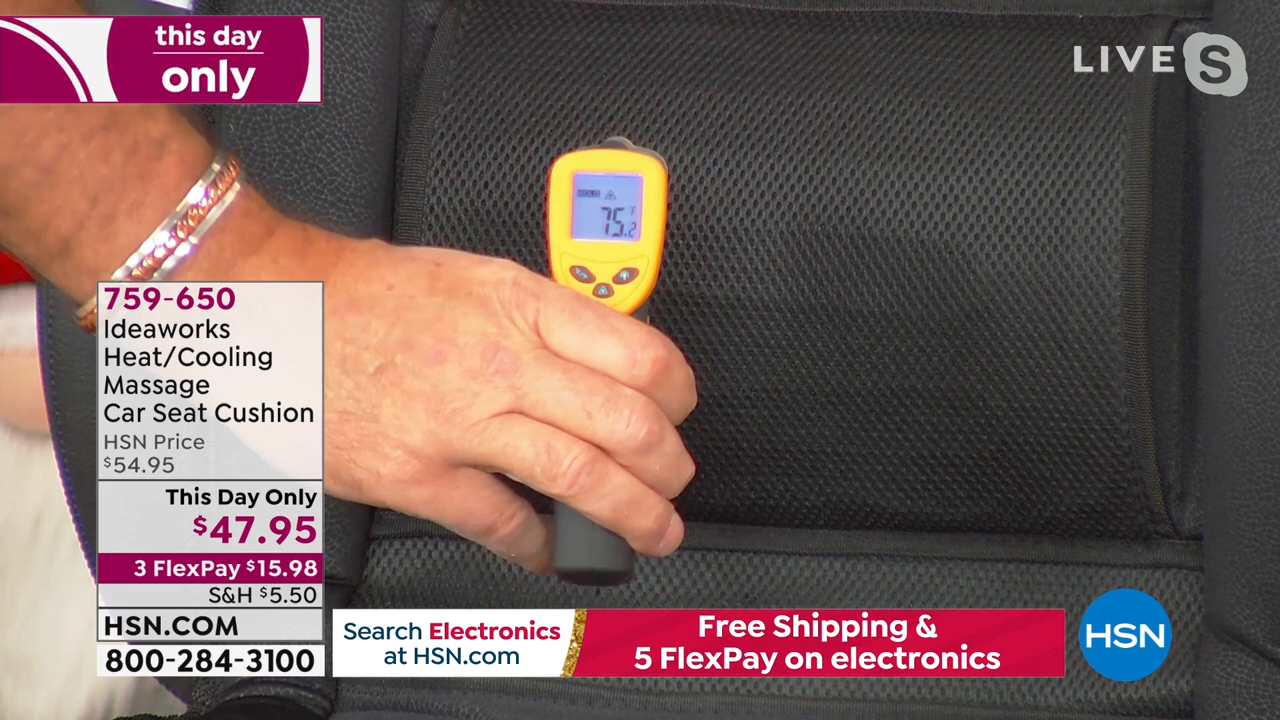 this day
only
LIVE S
HOLD
75.2 °F
759-650
Ideaworks
Heat/Cooling
Massage
Car Seat Cushion
HSN Price
$54.95
This Day Only
$47.95
3 FlexPay $15.98
S&H $5.50
HSN.COM
800-284-3100
Search Electronics
at HSN.com
Free Shipping &
5 FlexPay on electronics
HSN